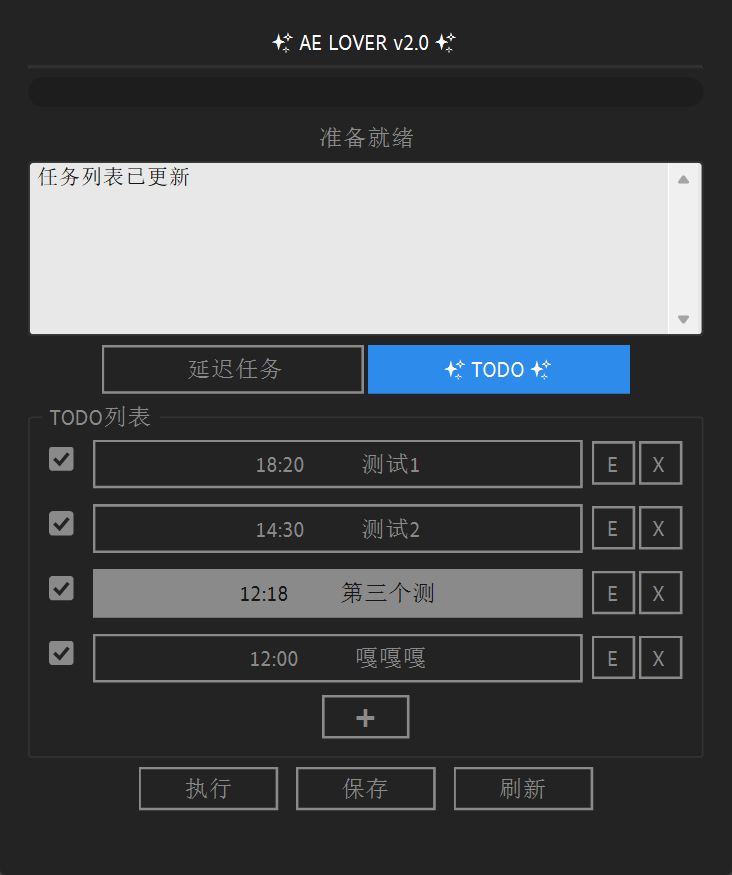 AE LOVER v2.0
准备就绪
任务列表已更新
延迟任务 TODO
TODO列表
18:20 测试1 E X
14:30 测试2 E X
12:18 第三个测 E X
12:00 嘎嘎嘎 E X
+
执行 保存 刷新